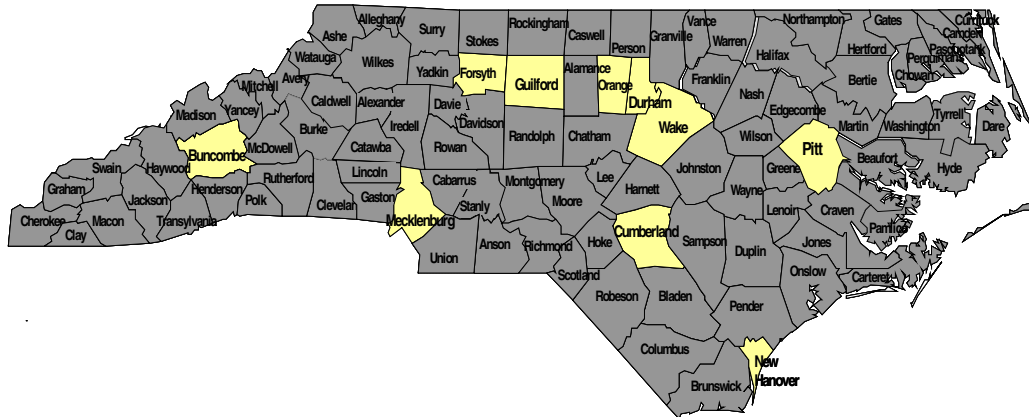 Alleghany
Ashe
Surry
Stokes
Rockingham
Caswell
Person
Granville
Vance
Warren
Northampton
Gates
Currituck
Camden
Pasquotank
Perquimans
Chowan
Hertford
Halifax
Bertie
Watauga
Wilkes
Yadkin
Forsyth
Guilford
Alamance
Orange
Durham
Franklin
Nash
Edgecombe
Martin
Washington
Tyrrell
Dare
Mitchell
Avery
Caldwell
Alexander
Davie
Iredell
Davidson
Madison
Yancey
Burke
McDowell
Catawba
Rowan
Randolph
Chatham
Wake
Wilson
Pitt
Beaufort
Hyde
Buncombe
Haywood
Swain
Rutherford
Lincoln
Gaston
Cabarrus
Stanly
Montgomery
Moore
Lee
Harnett
Johnston
Wayne
Greene
Lenoir
Craven
Pamlico
Graham
Jackson
Henderson
Polk
Clevelan
Mecklenburg
Cherokee
Clay
Macon
Transylvania
Union
Anson
Richmond
Hoke
Cumberland
Sampson
Duplin
Jones
Onslow
Carteret
Scotland
Robeson
Bladen
Pender
Columbus
Brunswick
New
Hanover